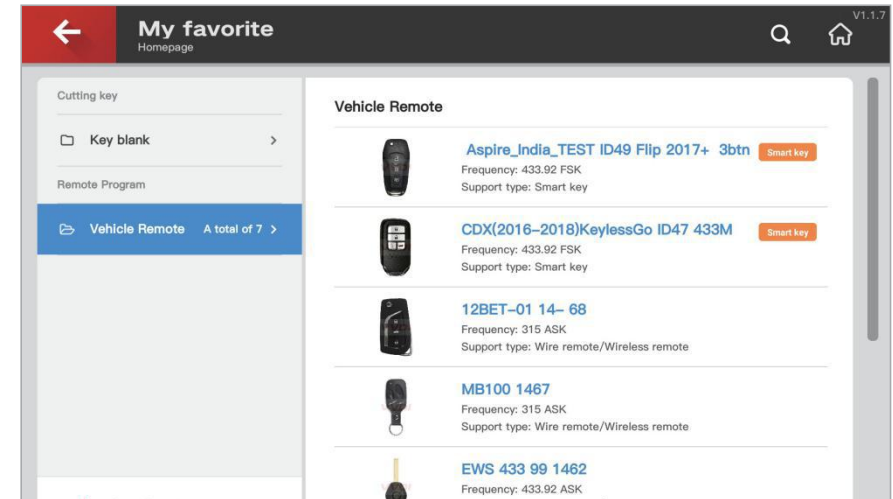 My favorite
Homepage
V1.1.7
Cutting key
Key blank
Remote Program
Vehicle Remote A total of 7
Vehicle Remote
Aspire_India_TEST ID49 Flip 2017+ 3btn Smart key
Frequency: 433.92 FSK
Support type: Smart key
CDX(2016-2018)KeylessGo ID47 433M Smart key
Frequency: 433.92 FSK
Support type: Smart key
12BET-01 14- 68
Frequency: 315 ASK
Support type: Wire remote/Wireless remote
MB100 1467
Frequency: 315 ASK
Support type: Wire remote/Wireless remote
EWS 433 99 1462
Frequency: 433.92 ASK